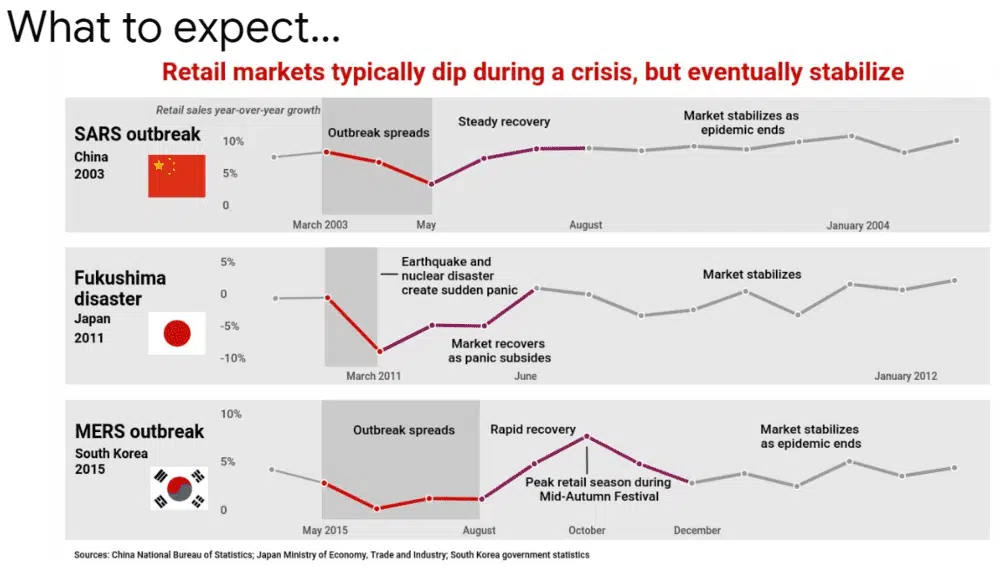 What to expect...
Retail markets typically dip during a crisis, but eventually stabilize
Retail sales year-over-year growth
SARS outbreak
China
2003
10%
5%
0
Outbreak spreads
Steady recovery
Market stabilizes as
epidemic ends
March 2003
May
August
January 2004
Fukushima
disaster
Japan
2011
5%
0
-5%
-10%
Earthquake and
nuclear disaster
create sudden panic
Market recovers
as panic subsides
Market stabilizes
March 2011
June
January 2012
MERS outbreak
South Korea
2015
10%
5%
0
Outbreak spreads
Rapid recovery
Peak retail season during
Mid-Autumn Festival
Market stabilizes
as epidemic ends
May 2015
August
October
December
Sources: China National Bureau of Statistics; Japan Ministry of Economy, Trade and Industry; South Korea government statistics